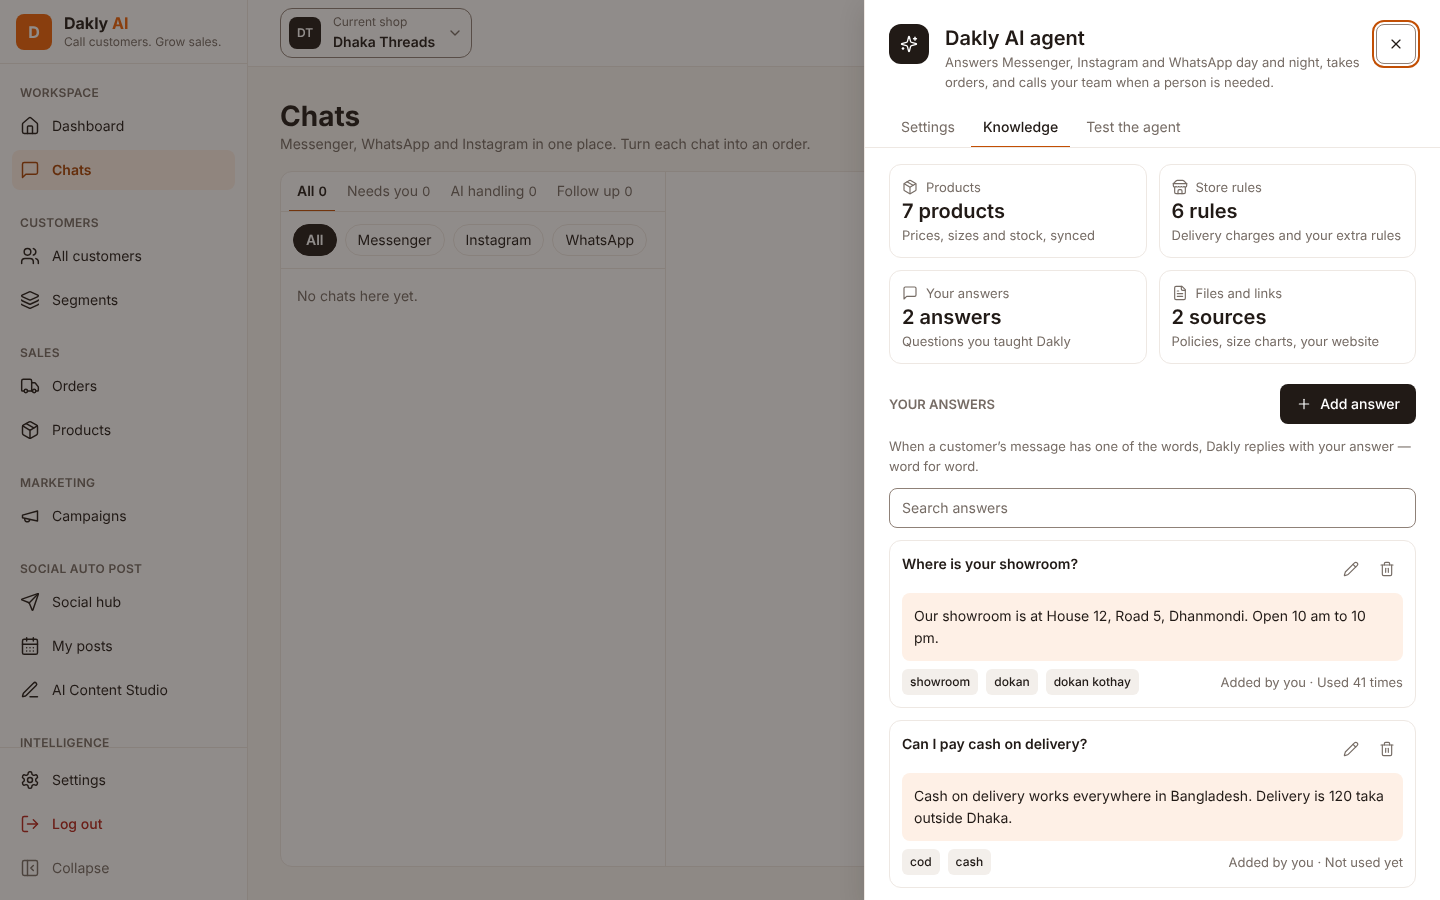 D
Dakly AI
Call customers. Grow sales.
WORKSPACE
Dashboard
Chats
CUSTOMERS
All customers
Segments
SALES
Orders
Products
MARKETING
Campaigns
SOCIAL AUTO POST
Social hub
My posts
AI Content Studio
INTELLIGENCE
Settings
Log out
Collapse
DT
Current shop
Dhaka Threads
Chats
Messenger, WhatsApp and Instagram in one place. Turn each chat into an order.
All 0 Needs you 0 AI handling 0 Follow up 0
All Messenger Instagram WhatsApp
No chats here yet.
Dakly AI agent
Answers Messenger, Instagram and WhatsApp day and night, takes
orders, and calls your team when a person is needed.
Settings Knowledge Test the agent
Products
7 products
Prices, sizes and stock, synced
Store rules
6 rules
Delivery charges and your extra rules
Your answers
2 answers
Questions you taught Dakly
Files and links
2 sources
Policies, size charts, your website
YOUR ANSWERS
Add answer
When a customer’s message has one of the words, Dakly replies with your answer —
word for word.
Search answers
Where is your showroom?
Our showroom is at House 12, Road 5, Dhanmondi. Open 10 am to 10
pm.
showroom dokan dokan kothay
Added by you · Used 41 times
Can I pay cash on delivery?
Cash on delivery works everywhere in Bangladesh. Delivery is 120 taka
outside Dhaka.
cod cash
Added by you · Not used yet